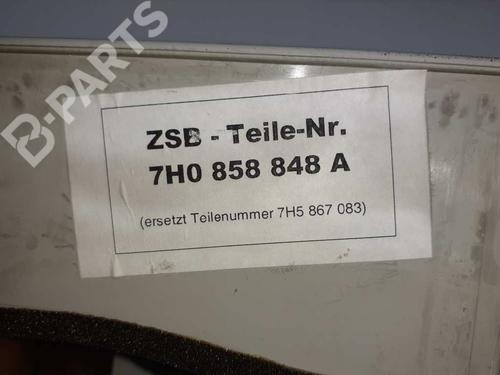 B-PARTS
ZSB - Teile-Nr.
7H0 858 848 A
(ersetzt Teilenummer 7H5 867 083)